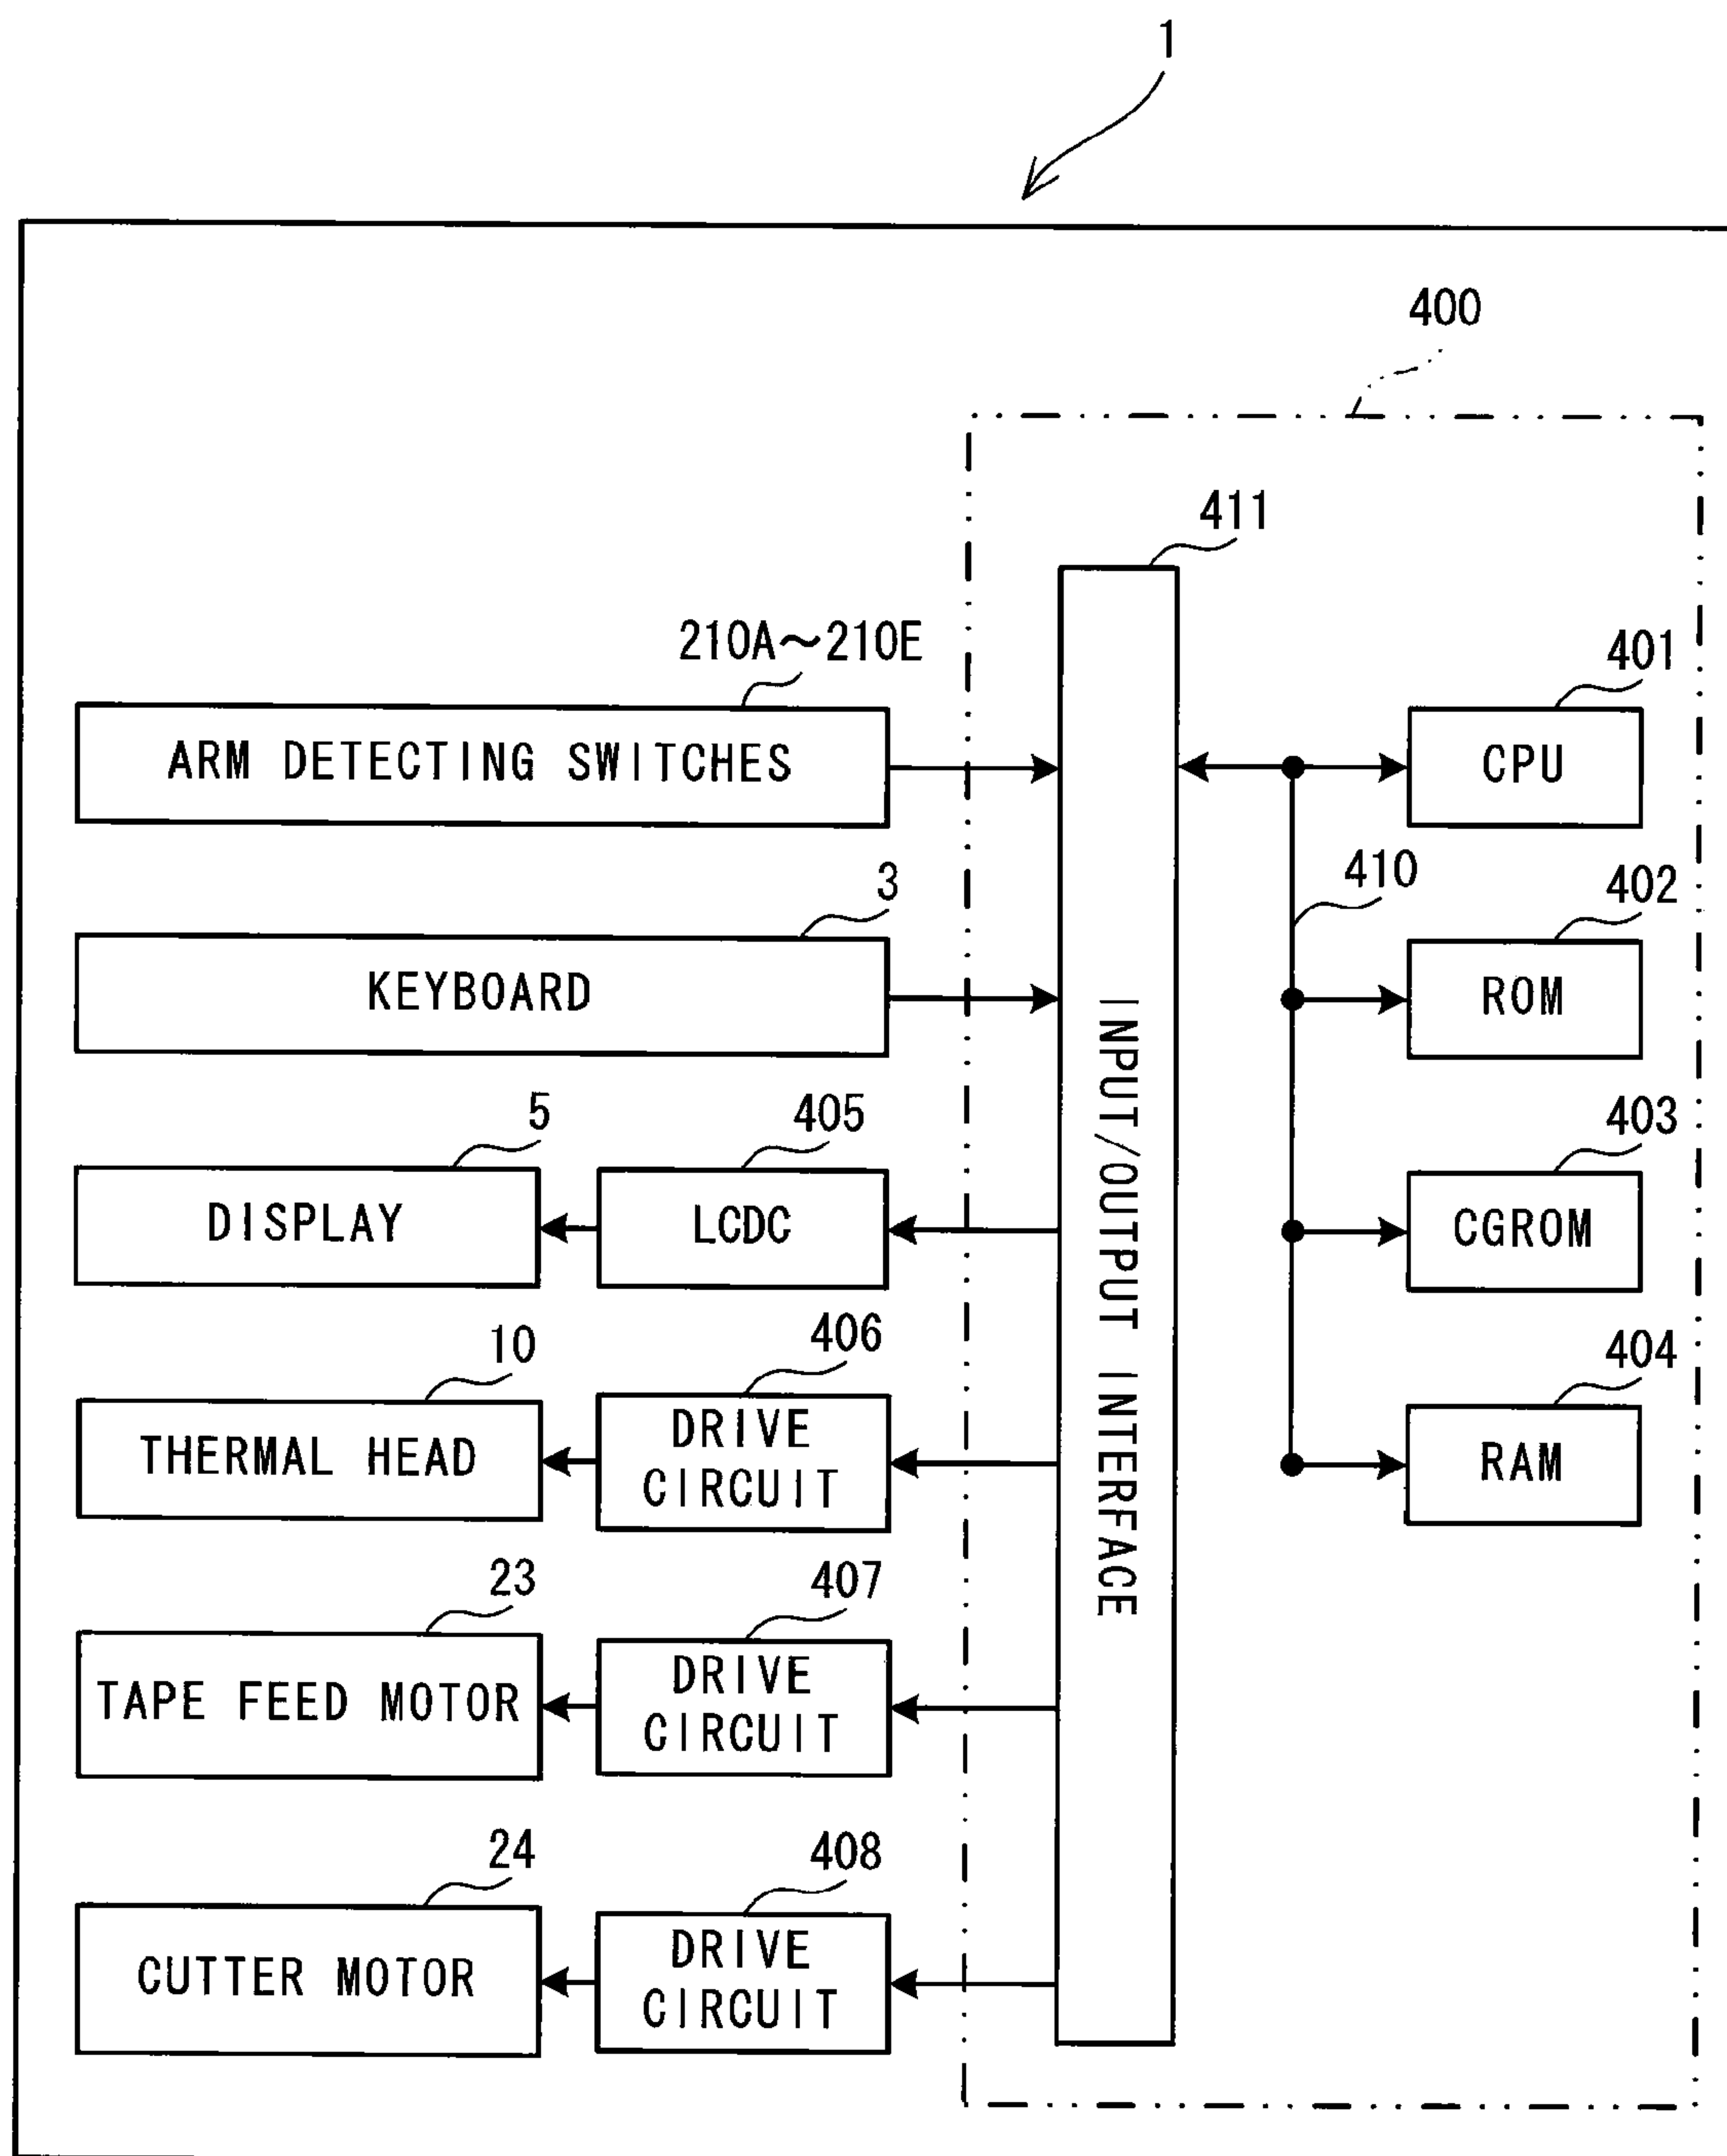 1
400
411
210A～210E
401
ARM DETECTING SWITCHES
CPU
3
410
402
KEYBOARD
ROM
INPUT/OUTPUT INTERFACE
5
405
403
DISPLAY
LCDC
CGROM
10
406
404
THERMAL HEAD
DRIVE
CIRCUIT
RAM
23
407
TAPE FEED MOTOR
DRIVE
CIRCUIT
24
408
CUTTER MOTOR
DRIVE
CIRCUIT